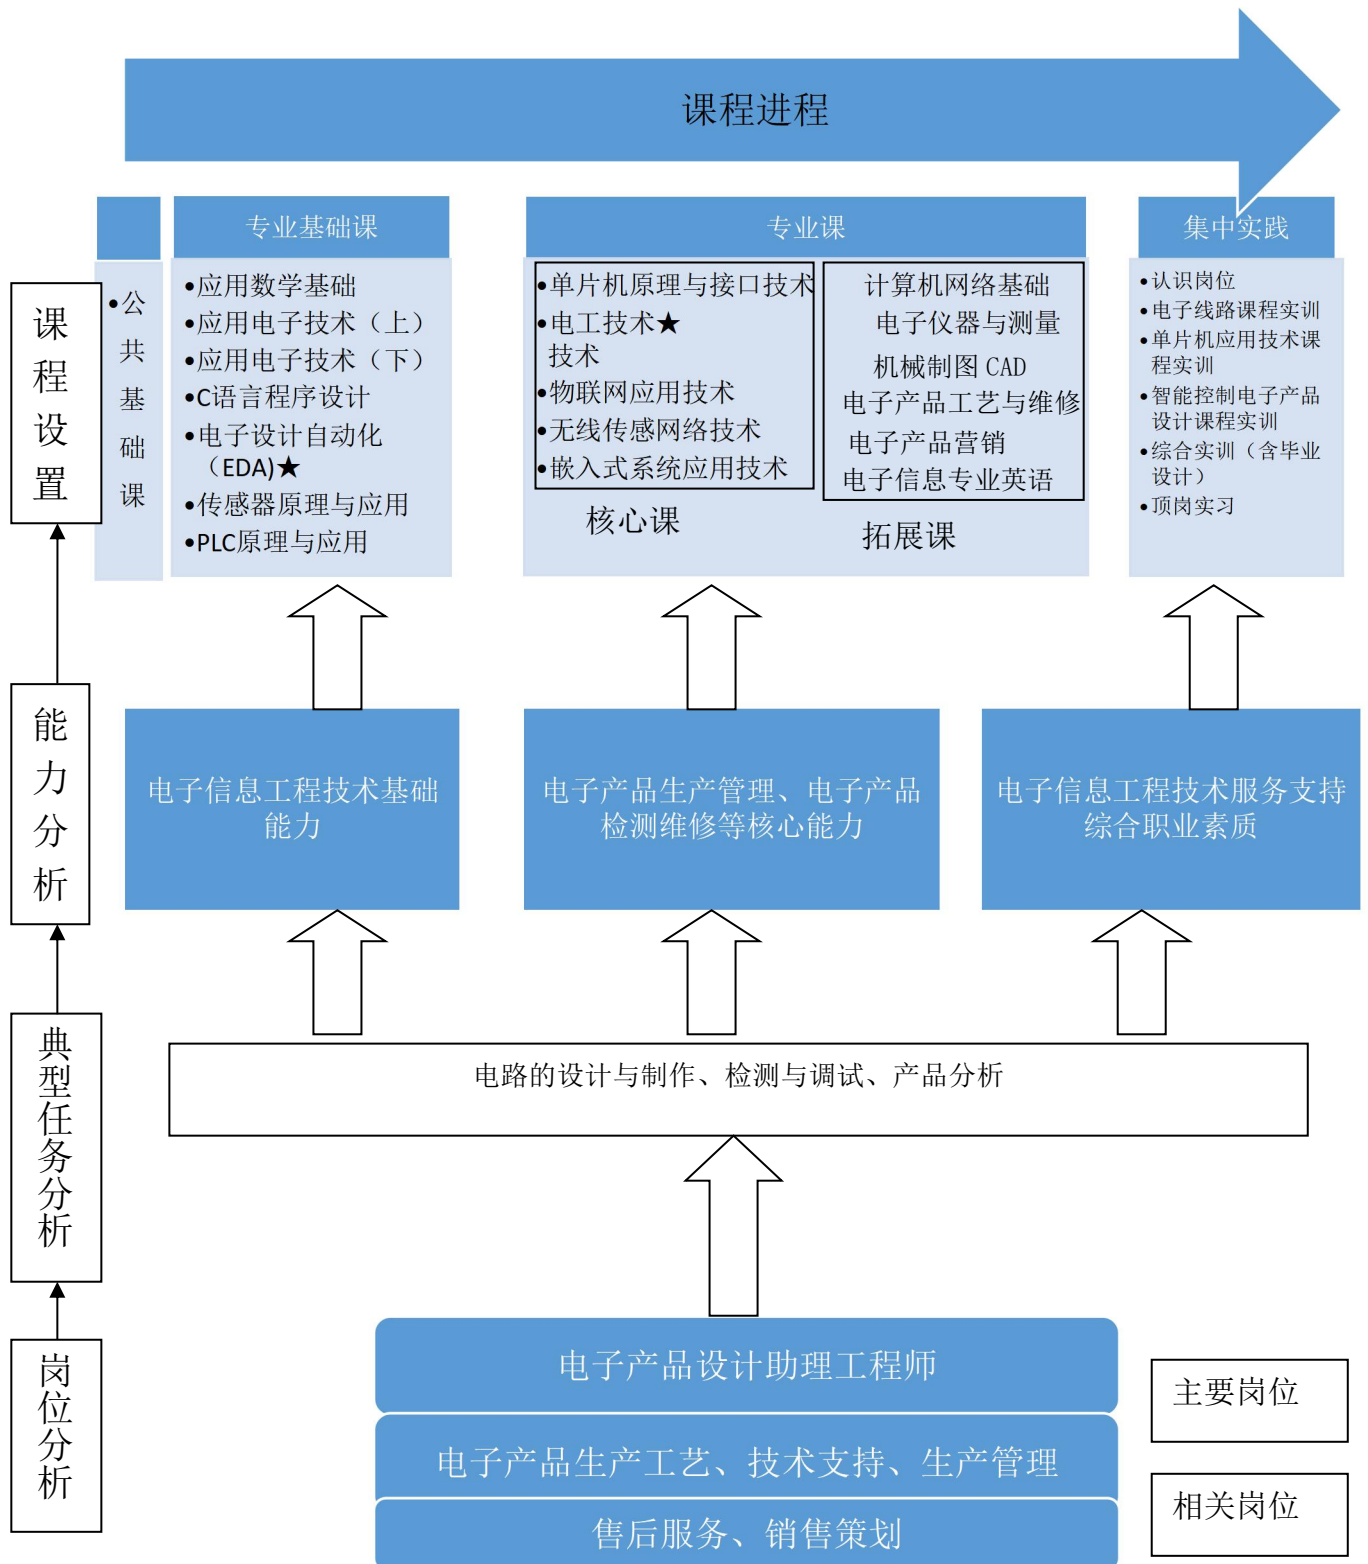 课程进程
专业基础课
专业课
集中实践
课程设置
•公共基础课
•应用数学基础
•应用电子技术（上）
•应用电子技术（下）
•C语言程序设计
•电子设计自动化
（EDA)★
•传感器原理与应用
•PLC原理与应用
•单片机原理与接口技术
•电工技术★
技术
•物联网应用技术
•无线传感网络技术
•嵌入式系统应用技术
核心课
计算机网络基础
电子仪器与测量
机械制图 CAD
电子产品工艺与维修
电子产品营销
电子信息专业英语
拓展课
•认识岗位
•电子线路课程实训
•单片机应用技术课
程实训
•智能控制电子产品
设计课程实训
•综合实训（含毕业
设计）
•顶岗实习
能力分析
电子信息工程技术基础
能力
电子产品生产管理、电子产品
检测维修等核心能力
电子信息工程技术服务支持
综合职业素质
典型任务分析
电路的设计与制作、检测与调试、产品分析
岗位分析
电子产品设计助理工程师
主要岗位
电子产品生产工艺、技术支持、生产管理
相关岗位
售后服务、销售策划